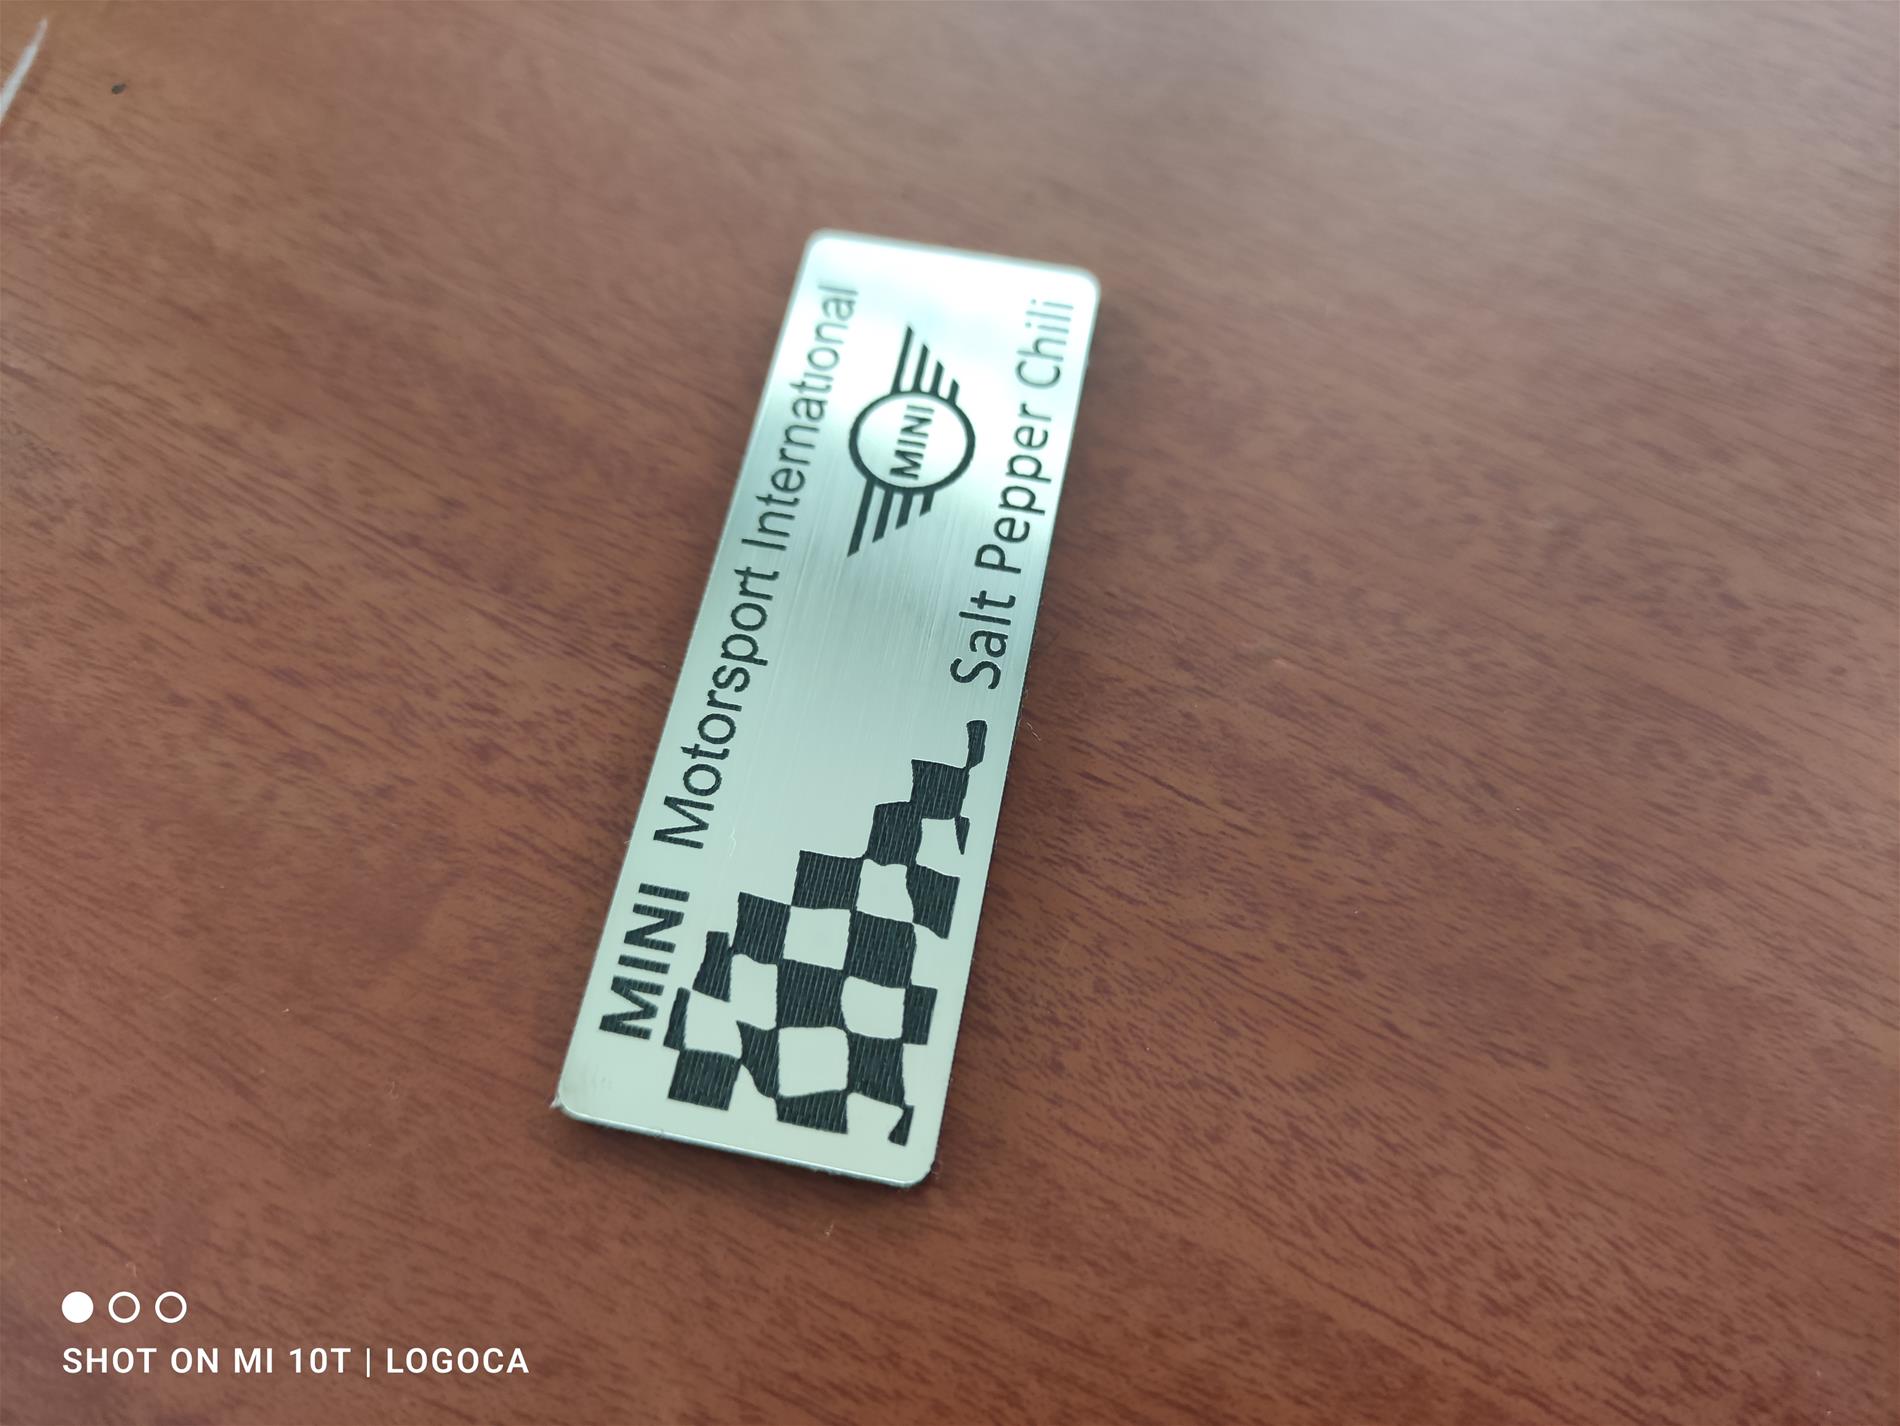 MINI Motorsport International
MINI
Salt Pepper Chili
SHOT ON MI 10T | LOGOCA